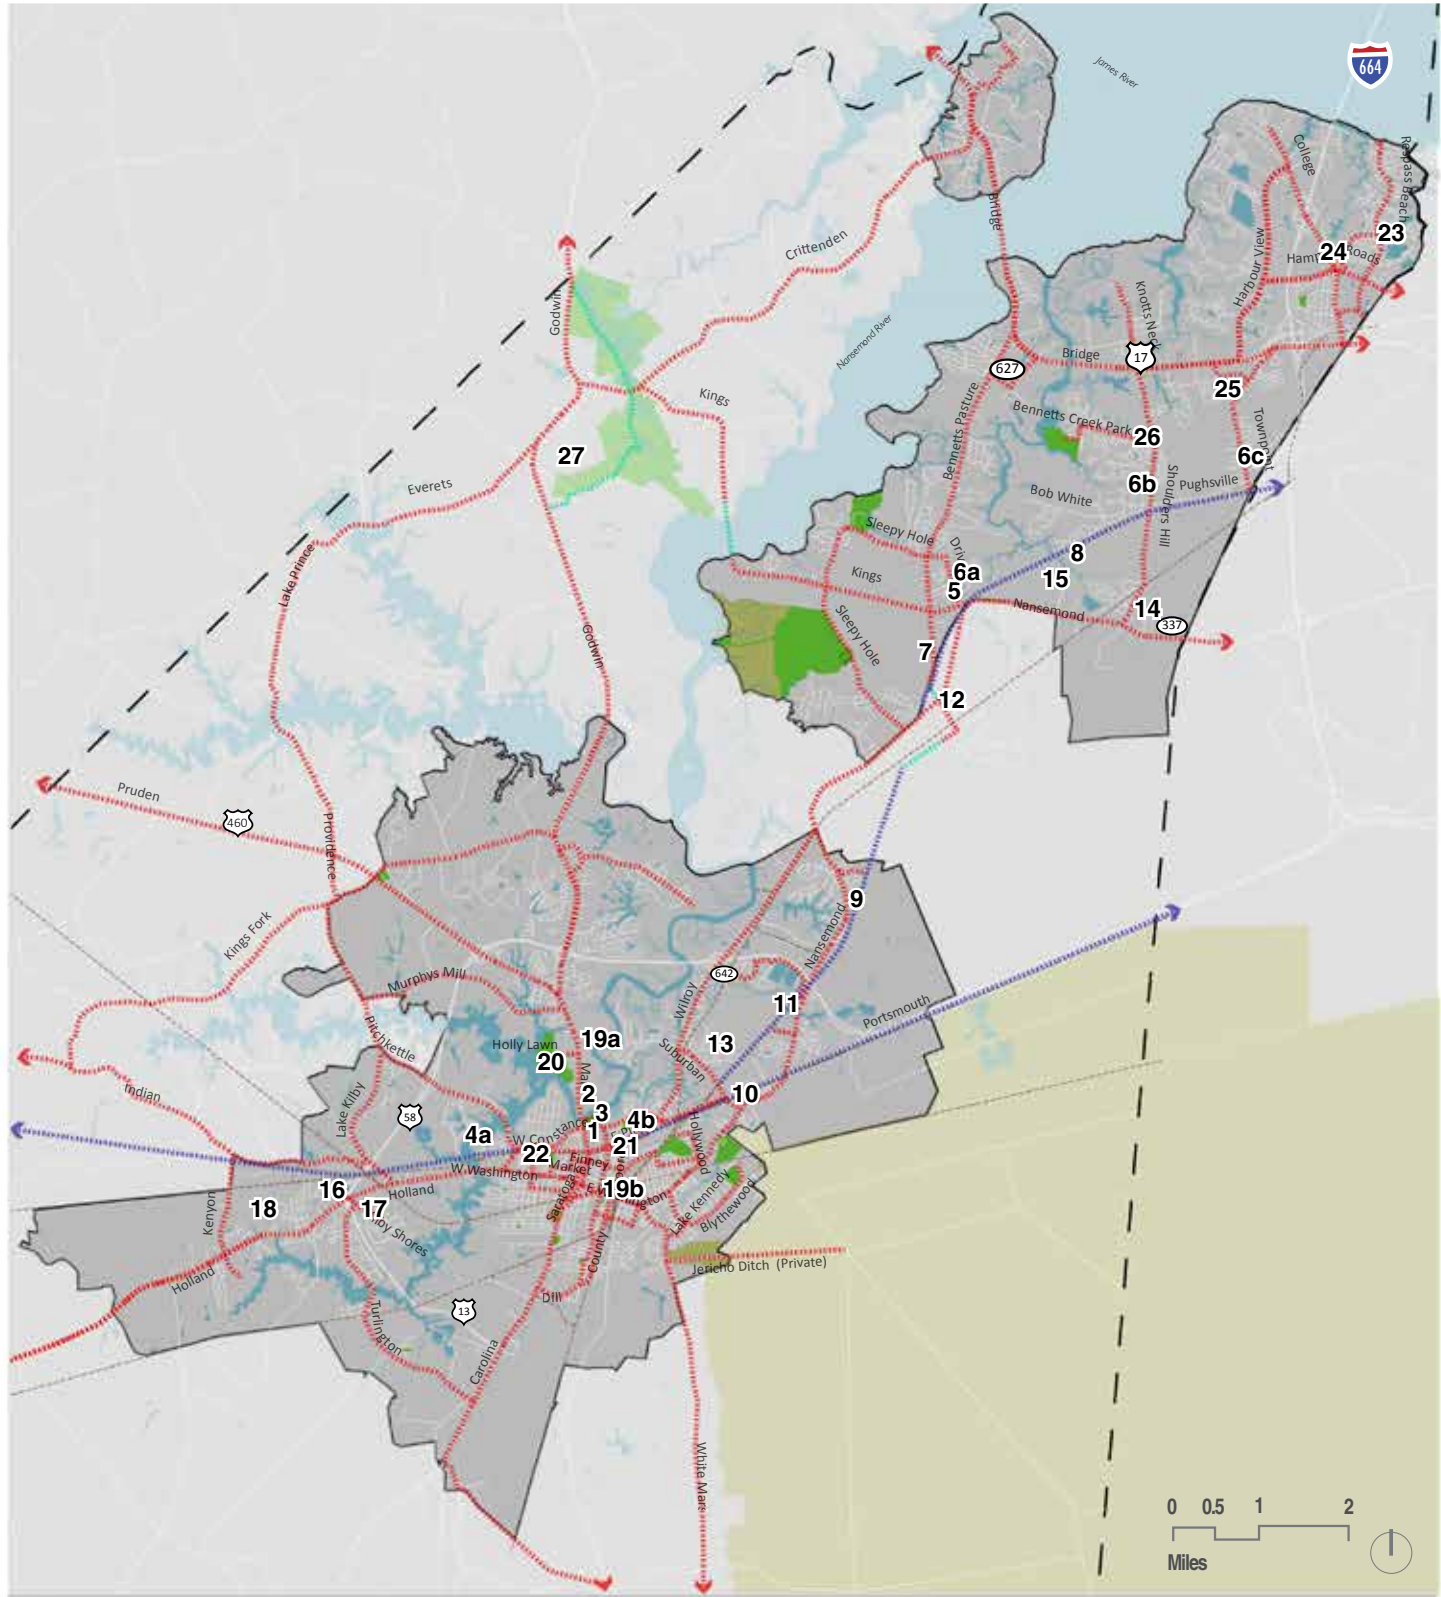 664
James River
College
Respass Beach
23
24
Roads
Bridge
Harbour View
Crittenden
Godwin
Knotts Neck
Nansemond River
17
Bridge
627
25
Kings
Bennetts Pasture
Bennetts Creek Park
Townpoint
26
27
6c
Everets
6b
Bob White
Shoulders Hill
Pughsville
Sleepy Hole
8
6a
Kings
15
5
Lake Prince
Nansemond
14
337
Sleepy Hole
Godwin
7
12
Pruden
460
Providence
9
Kings Fork
Nansemond
Murphys Mill
642
Wilroy
11
Portsmouth
Pitchkettle
19a
Holly Lawn
13
20
Suburban
Indian
2
10
Lake Kilby
58
3
4b
4a
W Constance
1
21
Hollywood
22
Finney
Market
W Washington
16
Holland
19b
Saratoga
Lake Kennedy
18
Kenyon
17
Blythewood
County
Jericho Ditch (Private)
Holland
Dill
13
Turlington
Carolina
White Mars
0 0.5 1 2
Miles